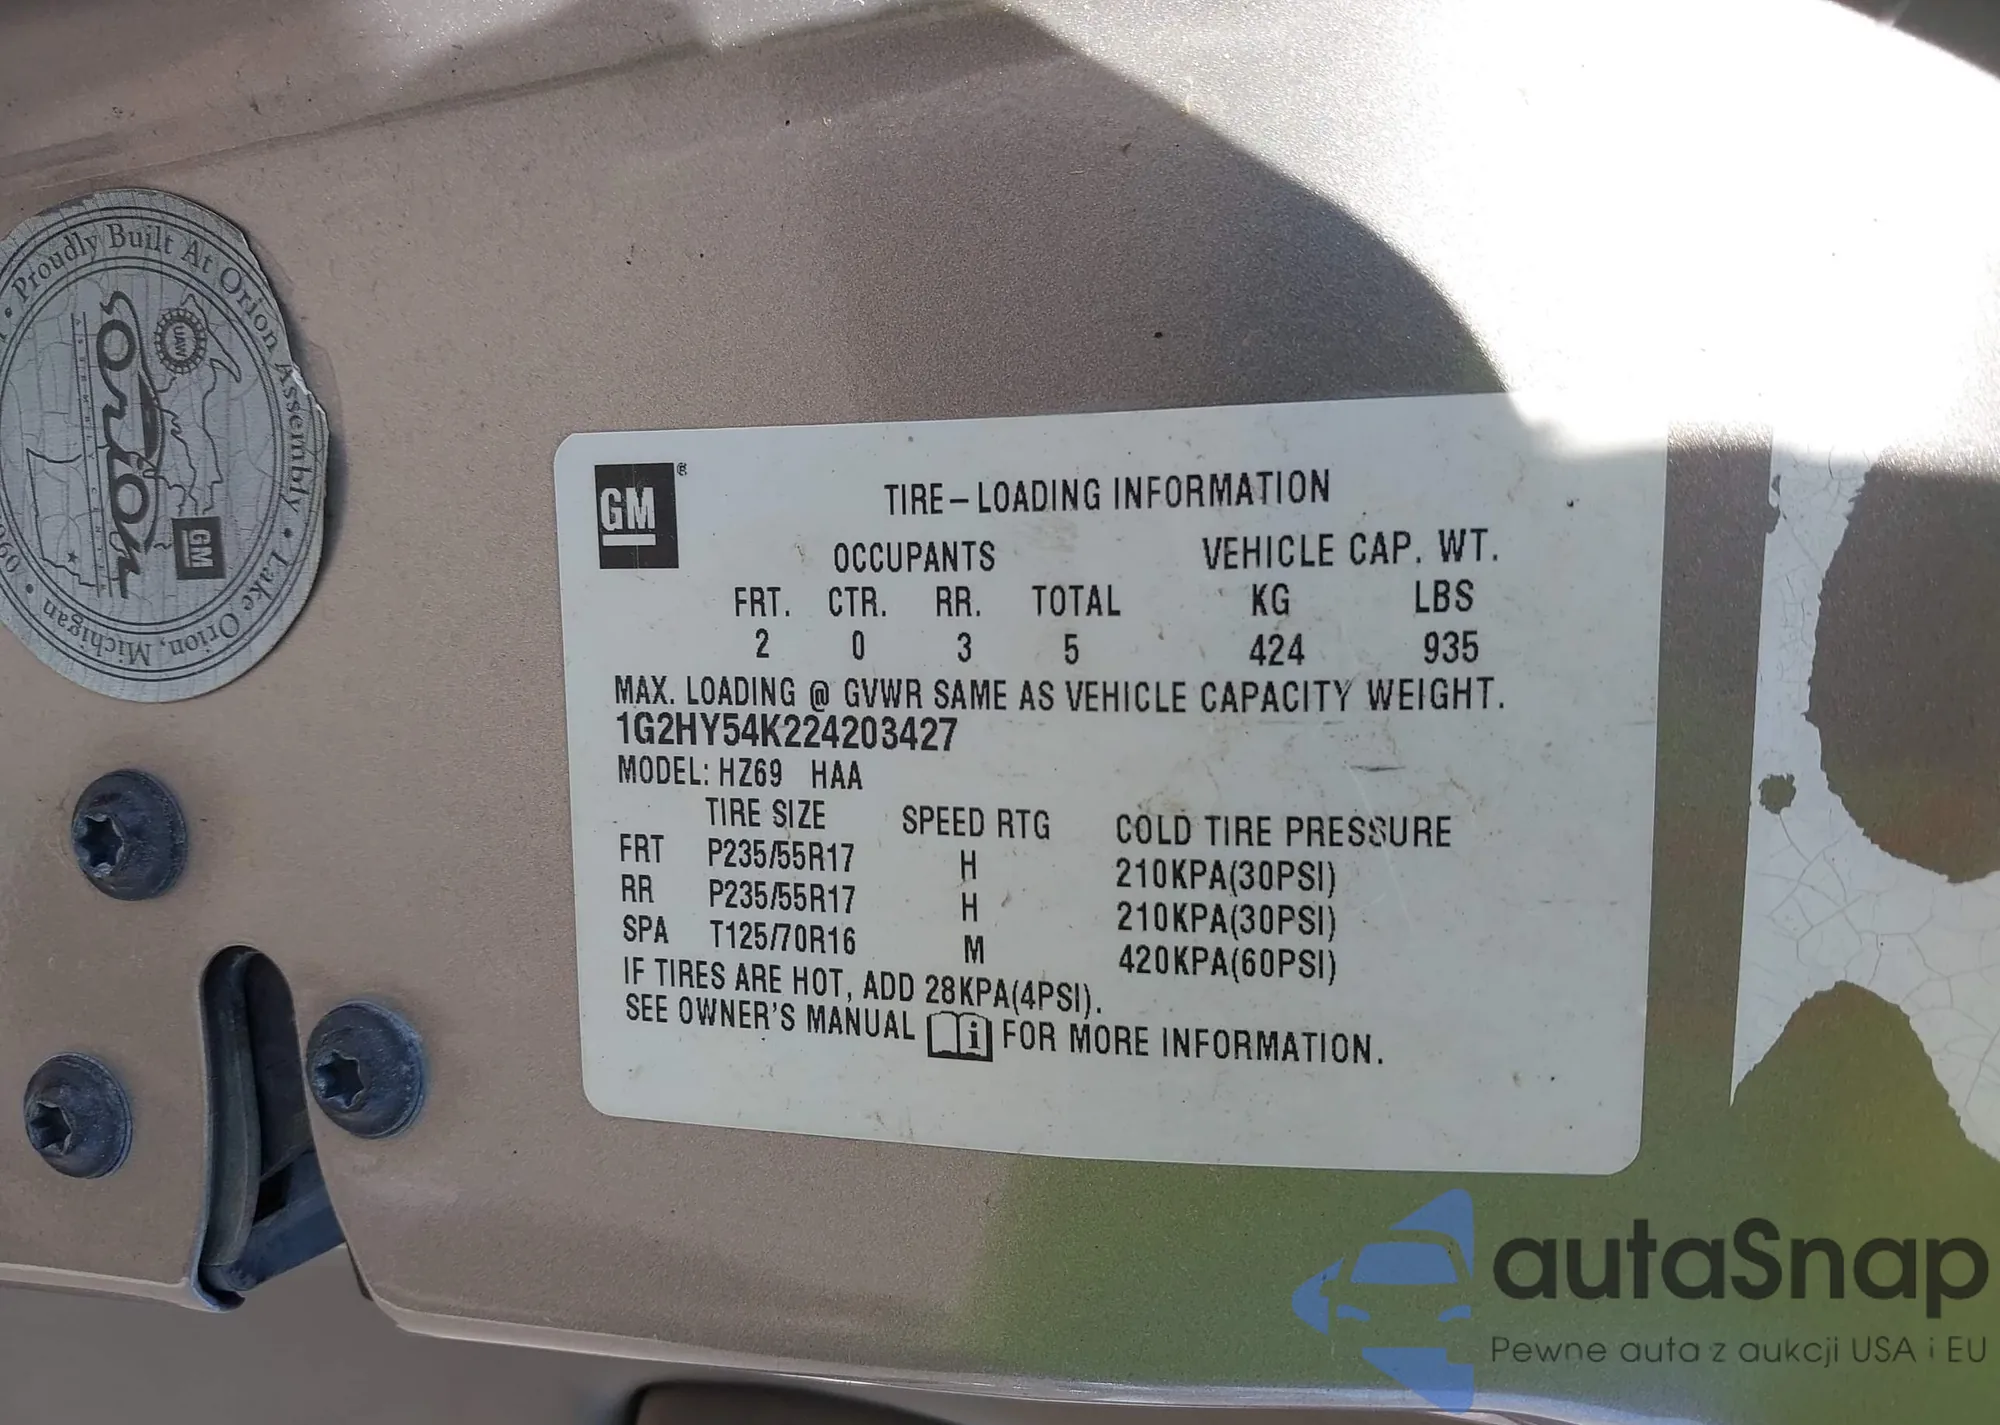 Proudly Built At Orion Assembly • Lake Orion, Michigan •
UAW
orion
ASSEMBLY
GM
GM
TIRE – LOADING INFORMATION
OCCUPANTS VEHICLE CAP. WT.
FRT. CTR. RR. TOTAL KG LBS
2 0 3 5 424 935
MAX. LOADING @ GVWR SAME AS VEHICLE CAPACITY WEIGHT.
1G2HY54K224203427
MODEL: HZ69 HAA
TIRE SIZE SPEED RTG COLD TIRE PRESSURE
FRT P235/55R17 H 210KPA(30PSI)
RR P235/55R17 H 210KPA(30PSI)
SPA T125/70R16 M 420KPA(60PSI)
IF TIRES ARE HOT, ADD 28KPA(4PSI).
SEE OWNER'S MANUAL FOR MORE INFORMATION.
autaSnap
Pewne auta z aukcji USA i EU